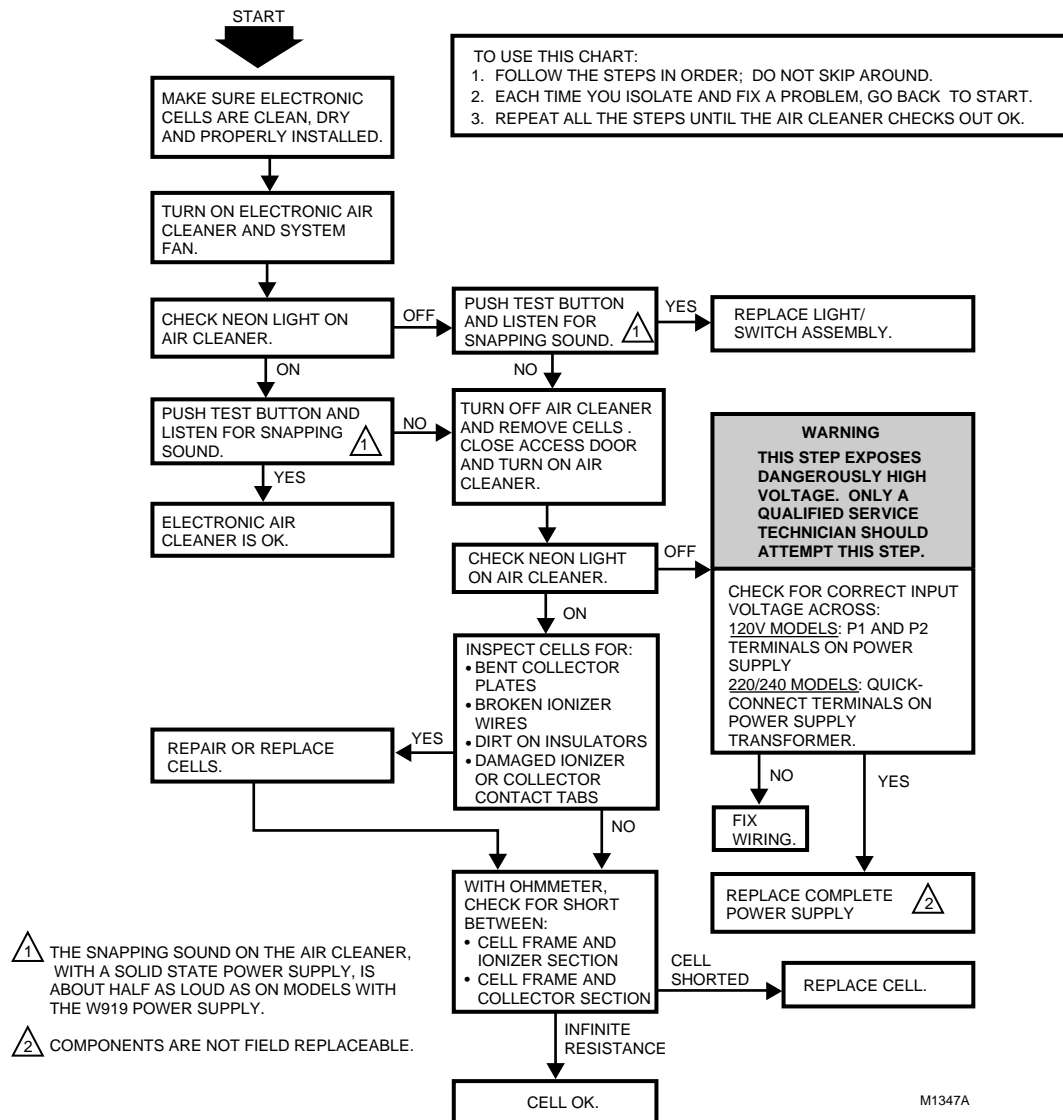 START
TO USE THIS CHART:
1. FOLLOW THE STEPS IN ORDER; DO NOT SKIP AROUND.
2. EACH TIME YOU ISOLATE AND FIX A PROBLEM, GO BACK TO START.
3. REPEAT ALL THE STEPS UNTIL THE AIR CLEANER CHECKS OUT OK.
MAKE SURE ELECTRONIC
CELLS ARE CLEAN, DRY
AND PROPERLY INSTALLED.
TURN ON ELECTRONIC AIR
CLEANER AND SYSTEM
FAN.
CHECK NEON LIGHT ON
AIR CLEANER.
OFF
PUSH TEST BUTTON
AND LISTEN FOR
SNAPPING SOUND.
1
YES
REPLACE LIGHT/
SWITCH ASSEMBLY.
ON
NO
PUSH TEST BUTTON AND
LISTEN FOR SNAPPING
SOUND.
1
NO
TURN OFF AIR CLEANER
AND REMOVE CELLS .
CLOSE ACCESS DOOR
AND TURN ON AIR
CLEANER.
YES
ELECTRONIC AIR
CLEANER IS OK.
CHECK NEON LIGHT
ON AIR CLEANER.
OFF
WARNING
THIS STEP EXPOSES
DANGEROUSLY HIGH
VOLTAGE. ONLY A
QUALIFIED SERVICE
TECHNICIAN SHOULD
ATTEMPT THIS STEP.
CHECK FOR CORRECT INPUT
VOLTAGE ACROSS:
120V MODELS: P1 AND P2
TERMINALS ON POWER
SUPPLY
220/240 MODELS: QUICK-
CONNECT TERMINALS ON
POWER SUPPLY
TRANSFORMER.
ON
INSPECT CELLS FOR:
• BENT COLLECTOR
PLATES
• BROKEN IONIZER
WIRES
• DIRT ON INSULATORS
• DAMAGED IONIZER
OR COLLECTOR
CONTACT TABS
YES
REPAIR OR REPLACE
CELLS.
NO
NO
FIX
WIRING.
YES
REPLACE COMPLETE
POWER SUPPLY
2
WITH OHMMETER,
CHECK FOR SHORT
BETWEEN:
• CELL FRAME AND
IONIZER SECTION
• CELL FRAME AND
COLLECTOR SECTION
CELL
SHORTED
REPLACE CELL.
INFINITE
RESISTANCE
CELL OK.
1 THE SNAPPING SOUND ON THE AIR CLEANER,
WITH A SOLID STATE POWER SUPPLY, IS
ABOUT HALF AS LOUD AS ON MODELS WITH
THE W919 POWER SUPPLY.
2 COMPONENTS ARE NOT FIELD REPLACEABLE.
M1347A